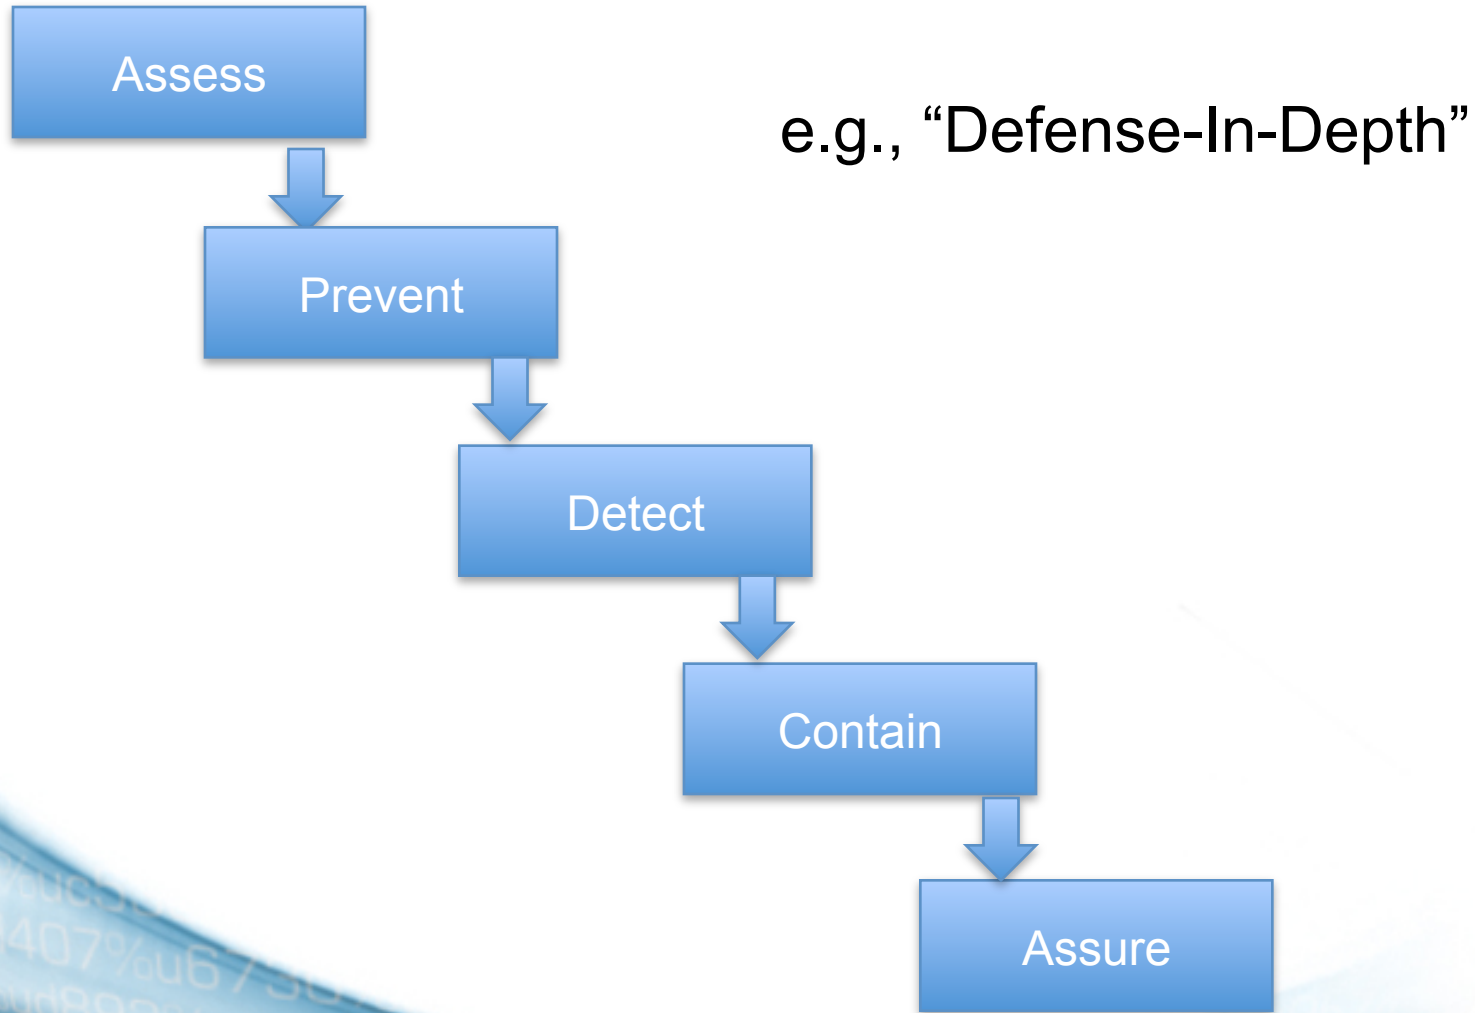 Assess
e.g., “Defense-In-Depth”
Prevent
Detect
Contain
Assure